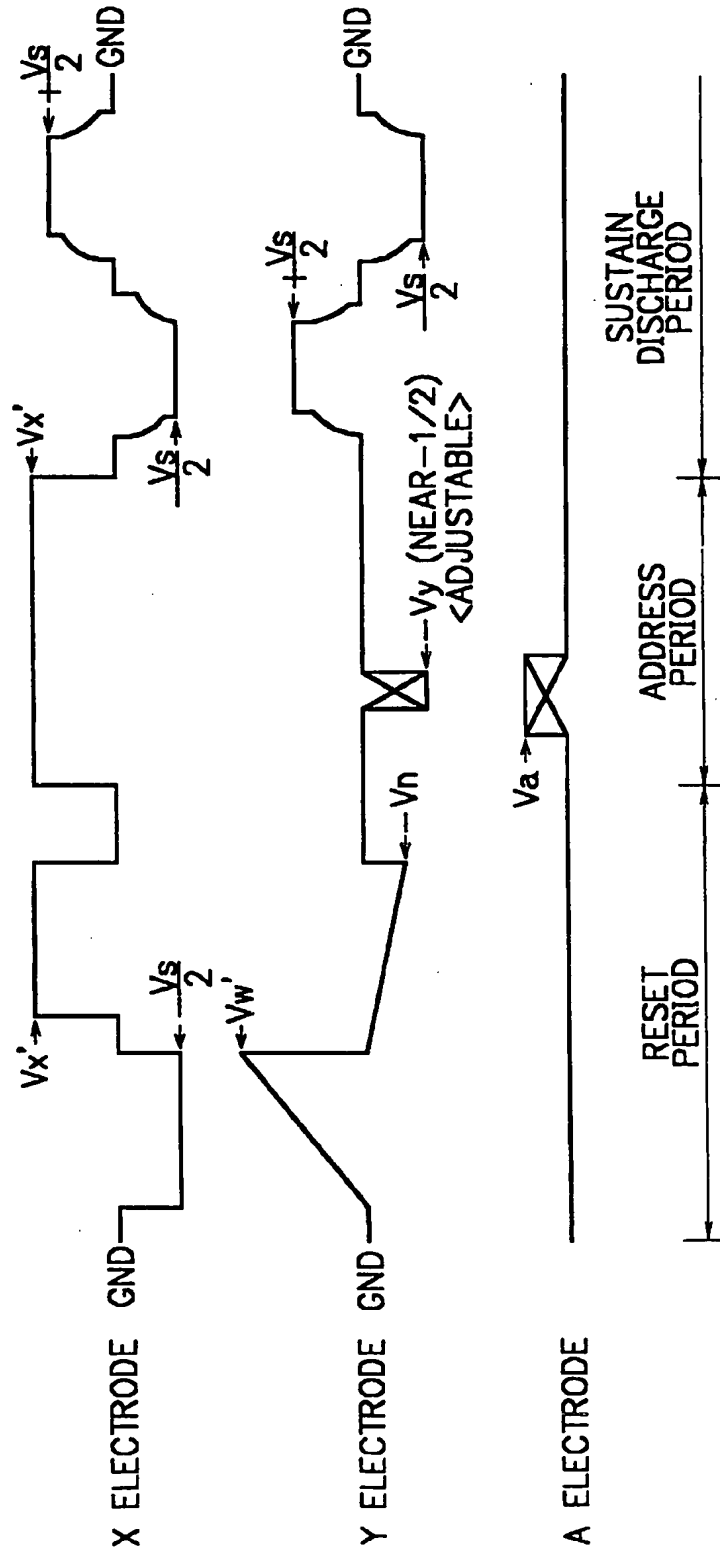 X ELECTRODE
GND
Vx'
Vs/2
Vx'
Vs/2
+Vs/2
GND
Y ELECTRODE
GND
Vw'
Vn
Vy (NEAR-1/2)
<ADJUSTABLE>
+Vs/2
Vs/2
GND
A ELECTRODE
Va
RESET
PERIOD
ADDRESS
PERIOD
SUSTAIN
DISCHARGE
PERIOD